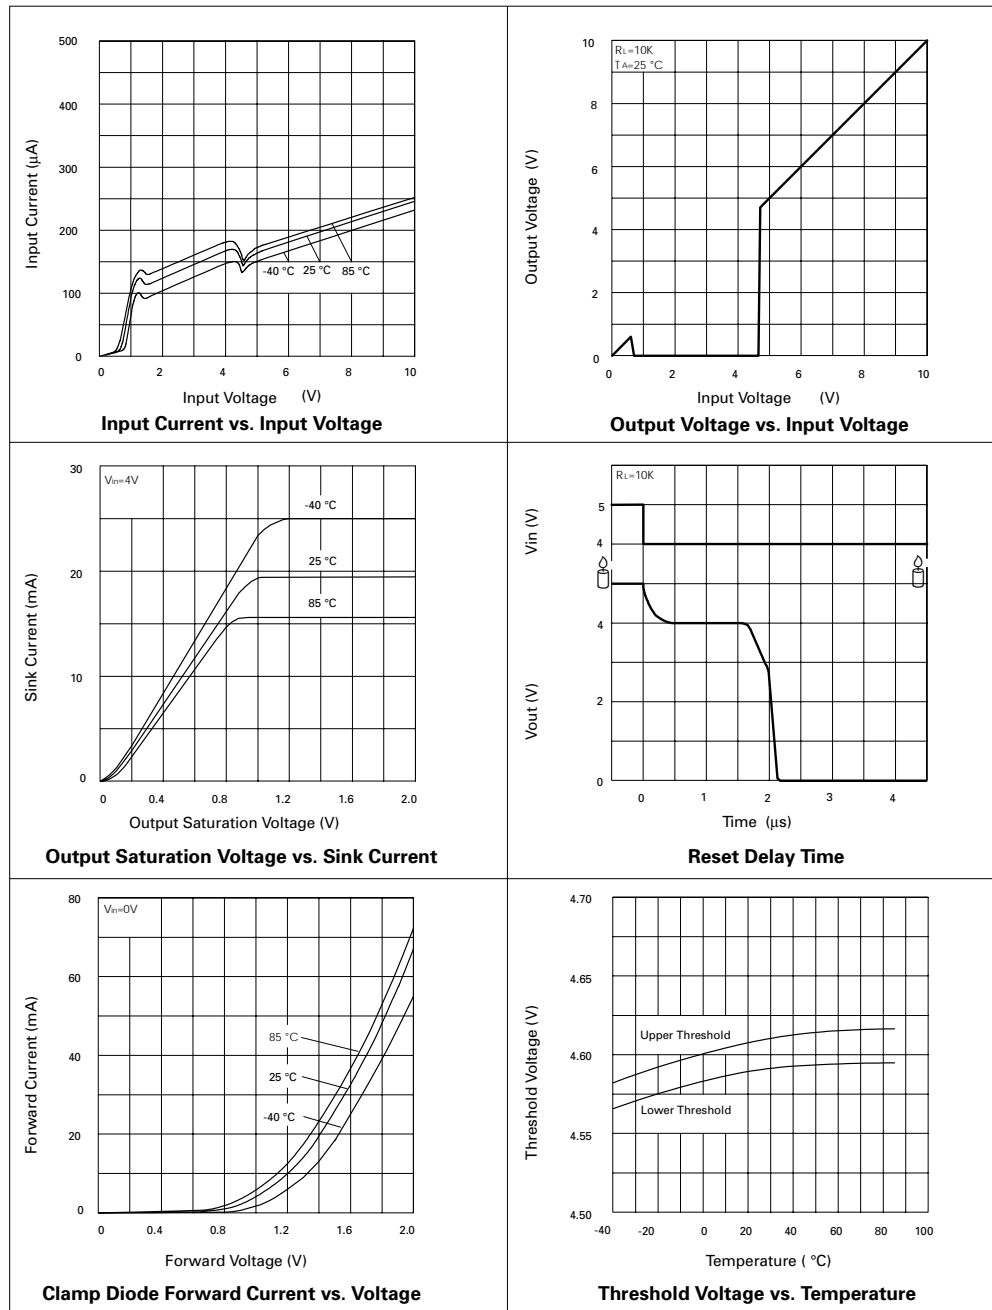 500
400
300
200
100
0
Input Current (μA)
-40 °C
25 °C
85 °C
0 2 4 6 8 10
Input Voltage (V)
Input Current vs. Input Voltage
RL=10K
TA=25 °C
10
8
6
4
2
0
Output Voltage (V)
0 2 4 6 8 10
Input Voltage (V)
Output Voltage vs. Input Voltage
Vin=4V
30
20
10
0
Sink Current (mA)
-40 °C
25 °C
85 °C
0 0.4 0.8 1.2 1.6 2.0
Output Saturation Voltage (V)
Output Saturation Voltage vs. Sink Current
RL=10K
5
4
Vin (V)
4
2
0
Vout (V)
0 1 2 3 4
Time (μs)
Reset Delay Time
Vin=0V
80
60
40
20
0
Forward Current (mA)
85 °C
25 °C
-40 °C
0 0.4 0.8 1.2 1.6 2.0
Forward Voltage (V)
Clamp Diode Forward Current vs. Voltage
4.70
4.65
4.60
4.55
4.50
Threshold Voltage (V)
Upper Threshold
Lower Threshold
-40 -20 0 20 40 60 80 100
Temperature ( °C)
Threshold Voltage vs. Temperature